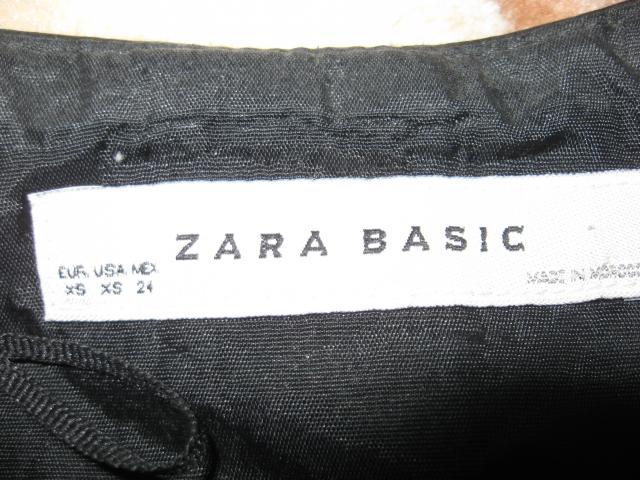 ZARA BASIC
EUR. USA. MEX
XS XS 24
MADE IN MOROCCO